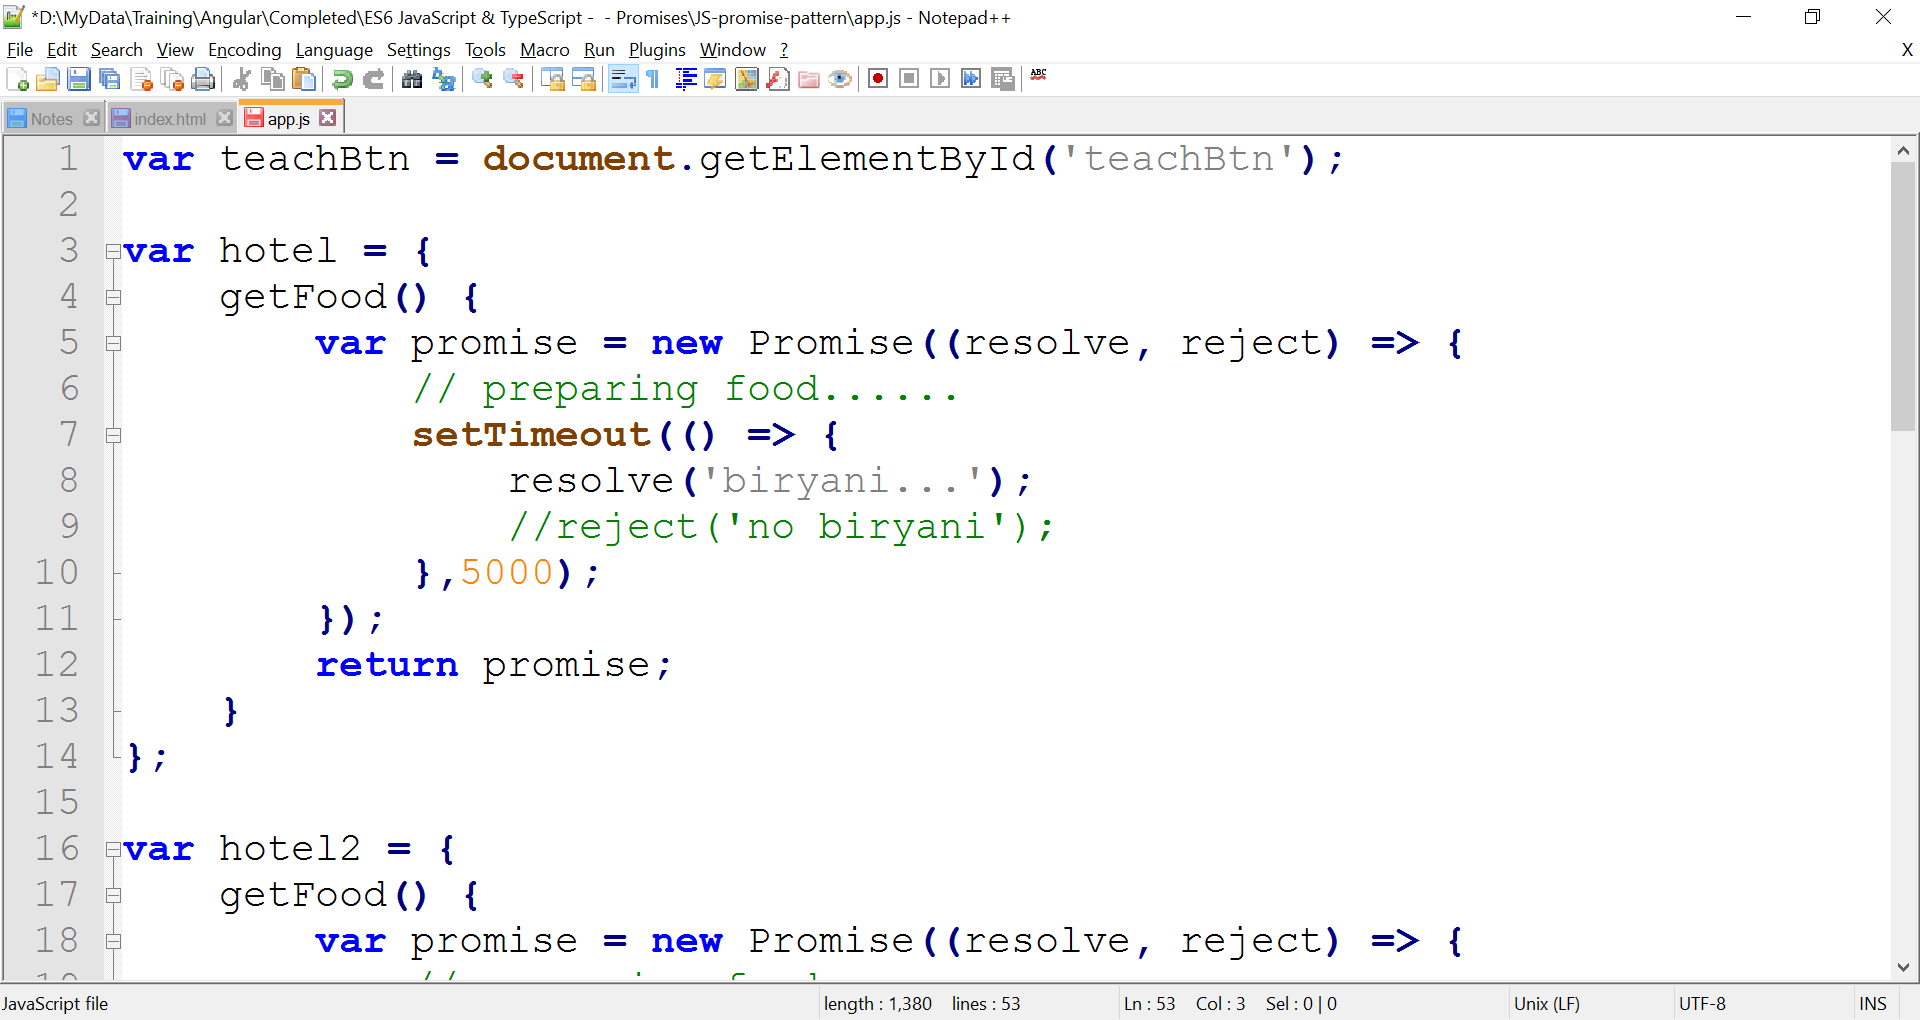 *D:\MyData\Training\Angular\Completed\ES6 JavaScript & TypeScript -  - Promises\JS-promise-pattern\app.js - Notepad++
File Edit Search View Encoding Language Settings Tools Macro Run Plugins Window ? X
ABC
Notes index.html app.js
1 var teachBtn = document.getElementById('teachBtn');
2
3 var hotel = {
4     getFood() {
5         var promise = new Promise((resolve, reject) => {
6             // preparing food......
7             setTimeout(() => {
8                 resolve('biryani...');
9                 //reject('no biryani');
10             },5000);
11         });
12         return promise;
13     }
14 };
15
16 var hotel2 = {
17     getFood() {
18         var promise = new Promise((resolve, reject) => {
JavaScript file length : 1,380 lines : 53 Ln : 53 Col : 3 Sel : 0 | 0 Unix (LF) UTF-8 INS